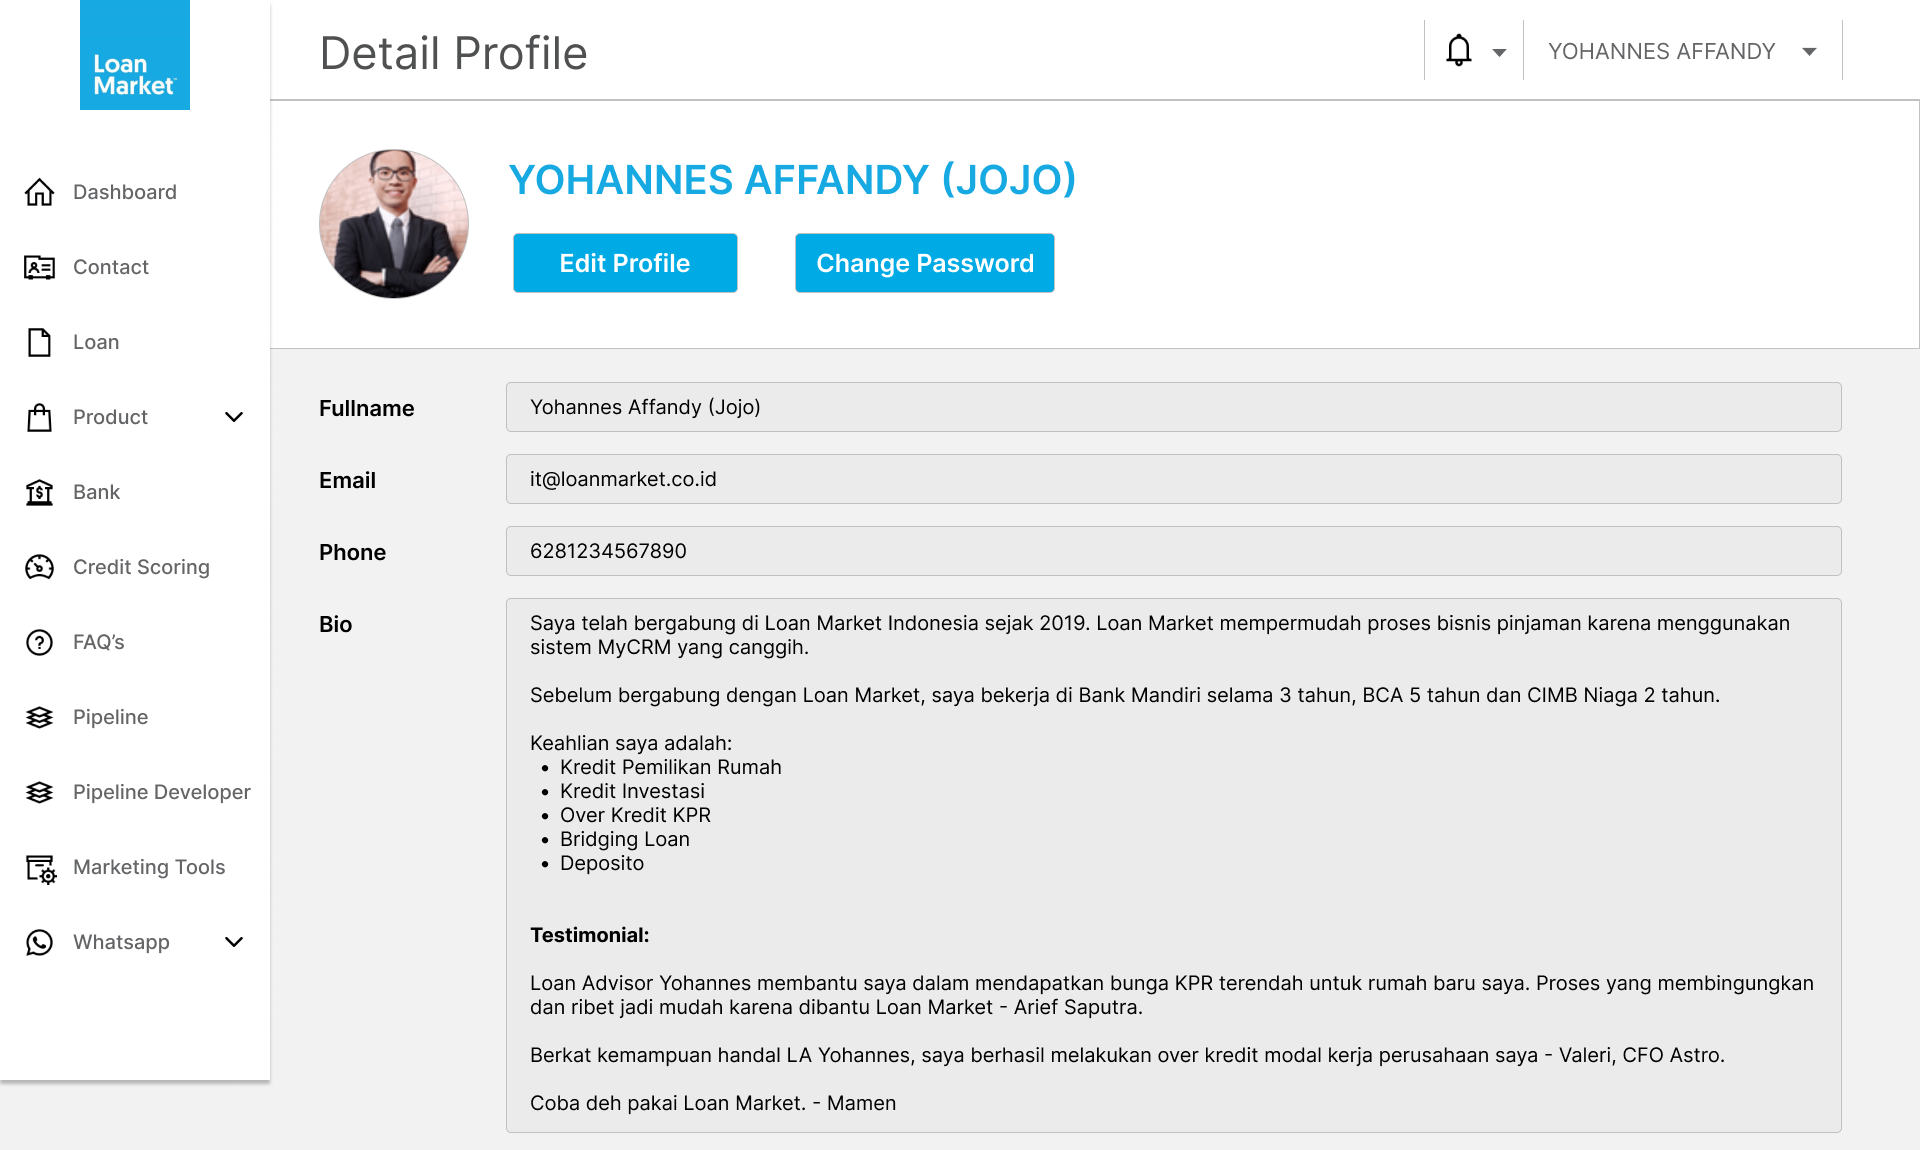 Loan
Market
Detail Profile
YOHANNES AFFANDY
Dashboard
Contact
Loan
Product
Bank
Credit Scoring
FAQ’s
Pipeline
Pipeline Developer
Marketing Tools
Whatsapp
YOHANNES AFFANDY (JOJO)
Edit Profile
Change Password
Fullname
Yohannes Affandy (Jojo)
Email
it@loanmarket.co.id
Phone
6281234567890
Bio
Saya telah bergabung di Loan Market Indonesia sejak 2019. Loan Market mempermudah proses bisnis pinjaman karena menggunakan
sistem MyCRM yang canggih.
Sebelum bergabung dengan Loan Market, saya bekerja di Bank Mandiri selama 3 tahun, BCA 5 tahun dan CIMB Niaga 2 tahun.
Keahlian saya adalah:
• Kredit Pemilikan Rumah
• Kredit Investasi
• Over Kredit KPR
• Bridging Loan
• Deposito
Testimonial:
Loan Advisor Yohannes membantu saya dalam mendapatkan bunga KPR terendah untuk rumah baru saya. Proses yang membingungkan
dan ribet jadi mudah karena dibantu Loan Market - Arief Saputra.
Berkat kemampuan handal LA Yohannes, saya berhasil melakukan over kredit modal kerja perusahaan saya - Valeri, CFO Astro.
Coba deh pakai Loan Market. - Mamen